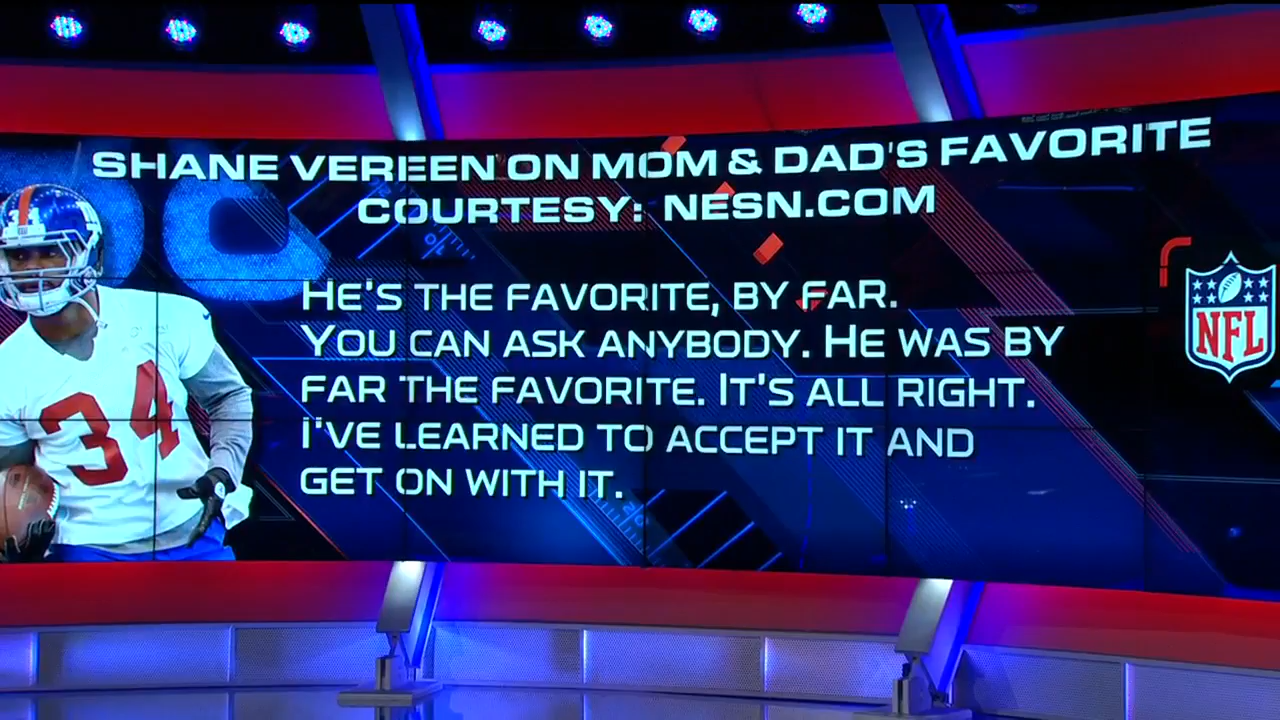 SHANE VEREEN ON MOM & DAD'S FAVORITE
COURTESY: NESN.COM
HE'S THE FAVORITE, BY FAR.
YOU CAN ASK ANYBODY. HE WAS BY
FAR THE FAVORITE. IT'S ALL RIGHT.
I'VE LEARNED TO ACCEPT IT AND
GET ON WITH IT.
34
34
NFL